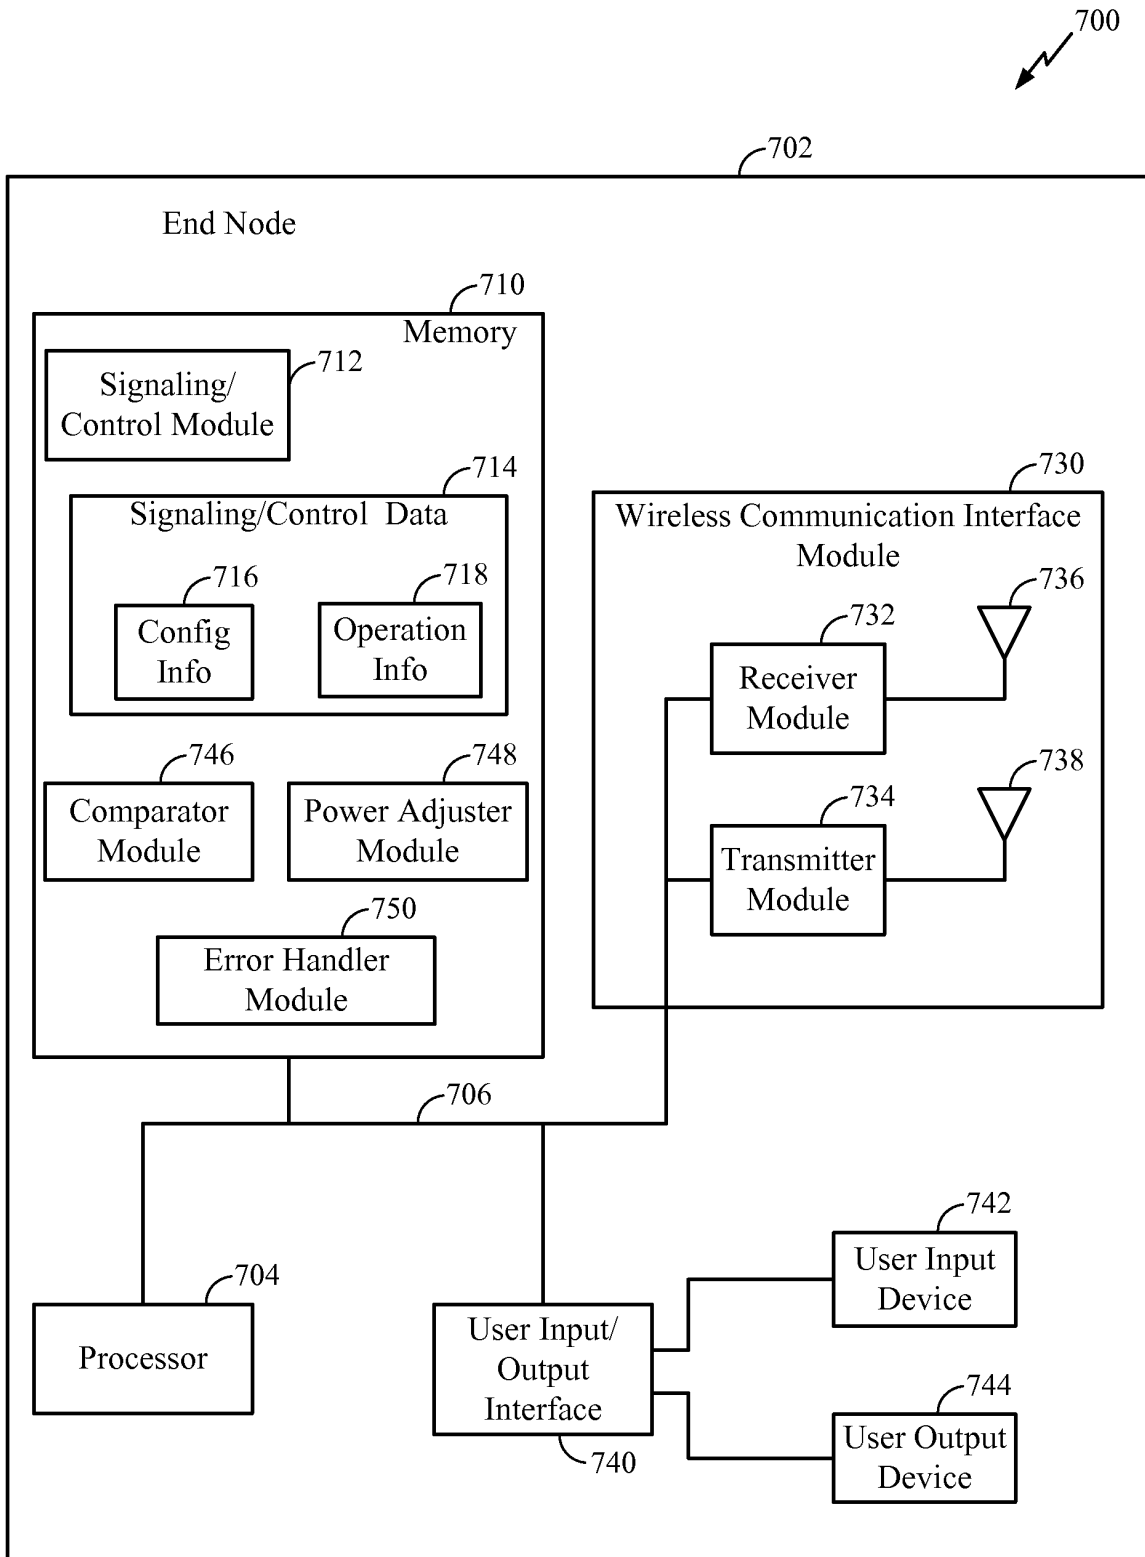 700
702
End Node
710
Memory
712
Signaling/
Control Module
714
Signaling/Control Data
716
Config
Info
718
Operation
Info
746
Comparator
Module
748
Power Adjuster
Module
750
Error Handler
Module
730
Wireless Communication Interface
Module
732
Receiver
Module
736
734
Transmitter
Module
738
706
704
Processor
User Input/
Output
Interface
740
742
User Input
Device
744
User Output
Device